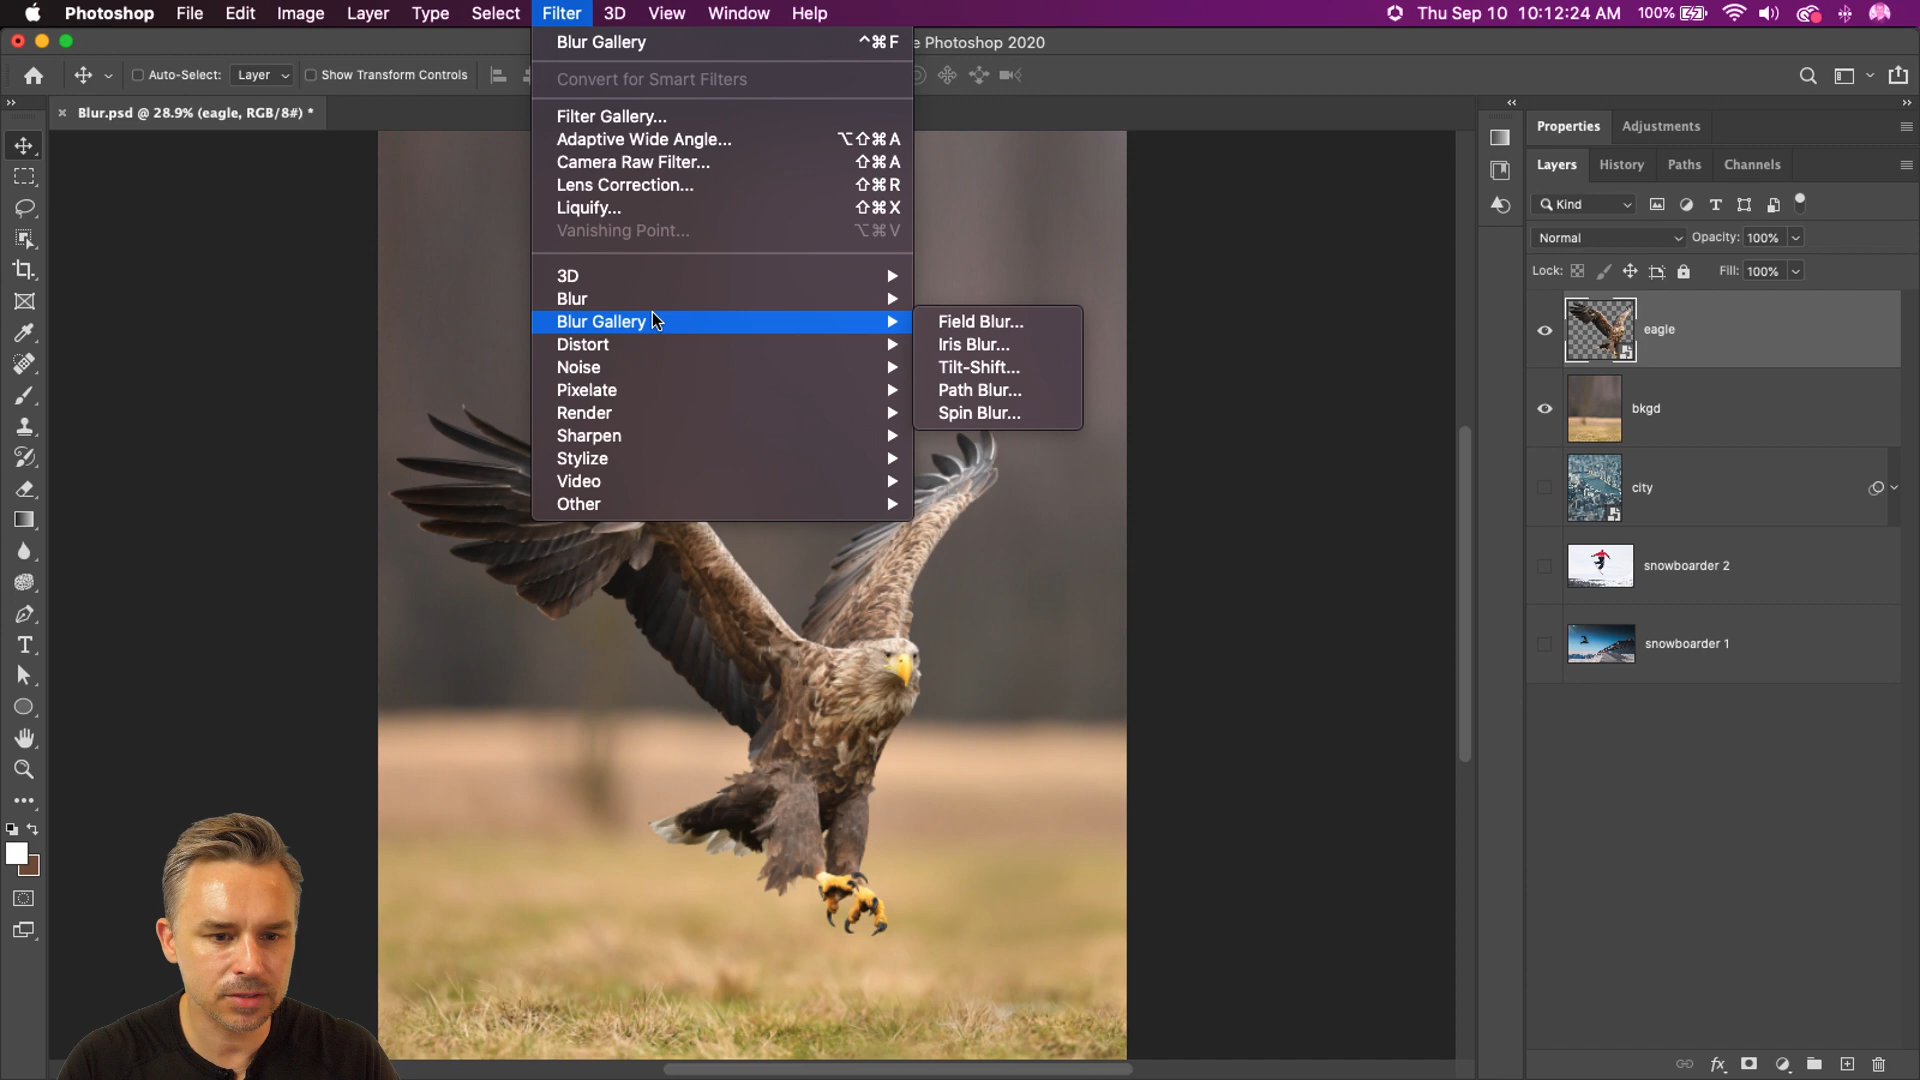 Photoshop File Edit Image Layer Type Select Filter 3D View Window Help Thu Sep 10 10:12:24 AM 100%
e Photoshop 2020
Auto-Select: Layer Show Transform Controls
Blur.psd @ 28.9% (eagle, RGB/8#) *
Blur Gallery ^⌘F
Convert for Smart Filters
Filter Gallery...
Adaptive Wide Angle... ⌥⇧⌘A
Camera Raw Filter... ⇧⌘A
Lens Correction... ⇧⌘R
Liquify... ⇧⌘X
Vanishing Point... ⌥⌘V
3D
Blur
Blur Gallery
Distort
Noise
Pixelate
Render
Sharpen
Stylize
Video
Other
Field Blur...
Iris Blur...
Tilt-Shift...
Path Blur...
Spin Blur...
Properties Adjustments
Layers History Paths Channels
Kind
Normal Opacity: 100%
Lock: Fill: 100%
eagle
bkgd
city
snowboarder 2
snowboarder 1